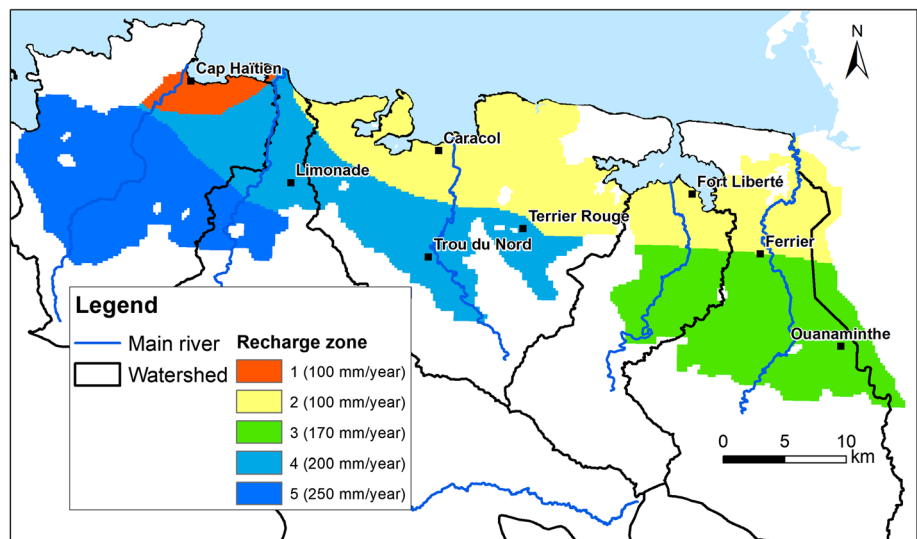 N
Cap Haïtien
Caracol
Limonade
Fort Liberté
Terrier Rouge
Trou du Nord
Ferrier
Ouanaminthe
Legend
Main river
Watershed
Recharge zone
1 (100 mm/year)
2 (100 mm/year)
3 (170 mm/year)
4 (200 mm/year)
5 (250 mm/year)
0 5 10
km